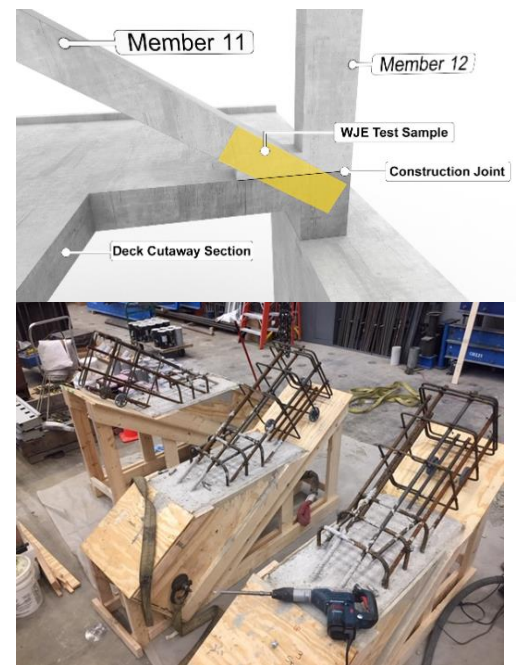 Member 11
Member 12
WJE Test Sample
Construction Joint
Deck Cutaway Section